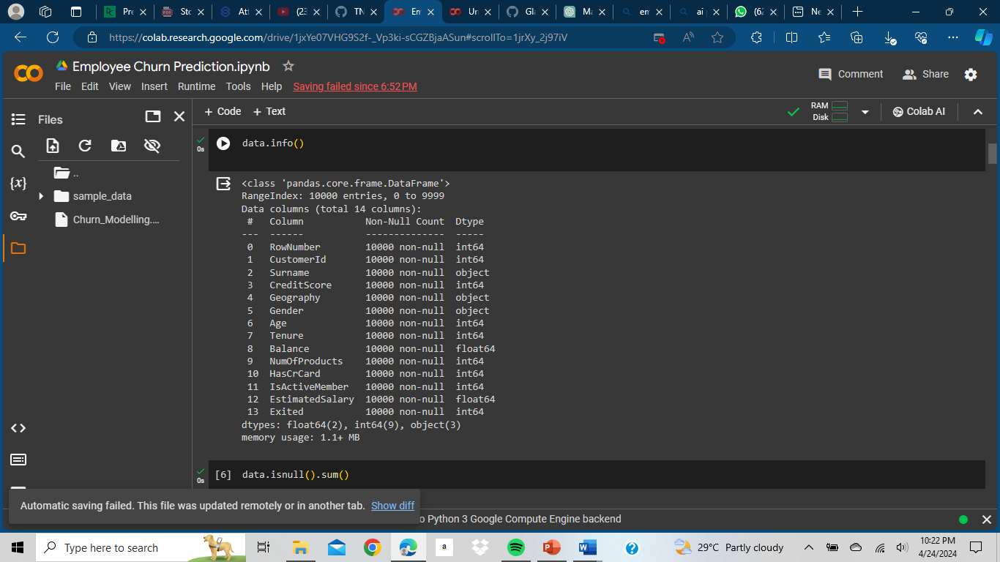 Pre
Sto
Att
(23
TN
Em
Un
Gla
Ma
em
ai
(62
Ne
https://colab.research.google.com/drive/1jxYe07VHG9S2f-_Vp3ki-sCGZBjaASun#scrollTo=1jrXy_2j97iV
Employee Churn Prediction.ipynb
File Edit View Insert Runtime Tools Help Saving failed since 6:52 PM
Comment Share
Files
+ Code + Text
RAM
Disk
Colab AI
{x}
..
sample_data
Churn_Modelling....
0s
data.info()
<class 'pandas.core.frame.DataFrame'>
RangeIndex: 10000 entries, 0 to 9999
Data columns (total 14 columns):
# Column Non-Null Count Dtype
--- ------ -------------- -----
0 RowNumber 10000 non-null int64
1 CustomerId 10000 non-null int64
2 Surname 10000 non-null object
3 CreditScore 10000 non-null int64
4 Geography 10000 non-null object
5 Gender 10000 non-null object
6 Age 10000 non-null int64
7 Tenure 10000 non-null int64
8 Balance 10000 non-null float64
9 NumOfProducts 10000 non-null int64
10 HasCrCard 10000 non-null int64
11 IsActiveMember 10000 non-null int64
12 EstimatedSalary 10000 non-null float64
13 Exited 10000 non-null int64
dtypes: float64(2), int64(9), object(3)
memory usage: 1.1+ MB
0s
[6] data.isnull().sum()
Automatic saving failed. This file was updated remotely or in another tab. Show diff
o Python 3 Google Compute Engine backend
Type here to search
29°C Partly cloudy
10:22 PM
4/24/2024